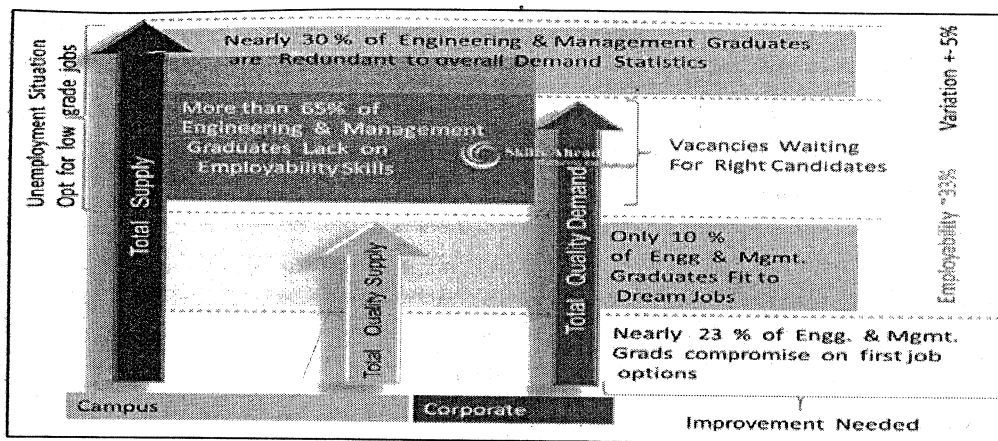 Unemployment Situation
Opt for low grade jobs
Total Supply
Nearly 30 % of Engineering & Management Graduates
are Redundant to overall Demand Statistics
More than 65% of
Engineering & Management
Graduates Lack on
Employability Skills
Skills Ahead
Total Quality Supply
Total Quality Demand
Vacancies Waiting
For Right Candidates
Only 10 %
of Engg & Mgmt.
Graduates Fit to
Dream Jobs
Nearly 23 % of Engg. & Mgmt.
Grads compromise on first job
options
Variation +-5%
Employability ~33%
Campus
Corporate
Improvement Needed